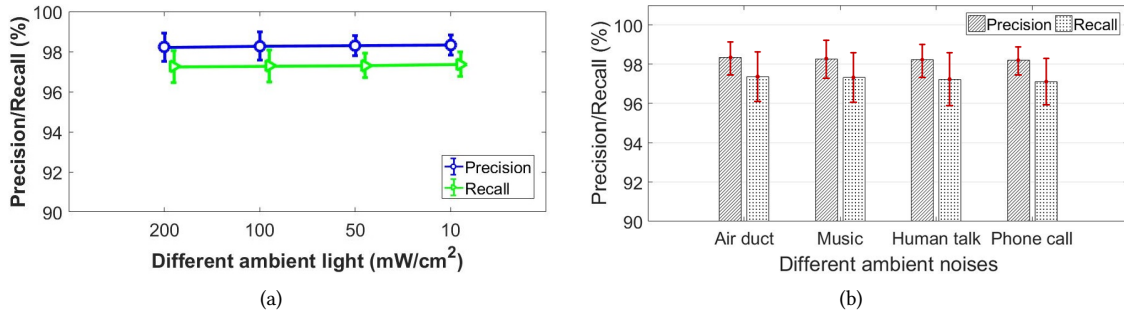 100
98
96
94
92
90
Precision/Recall (%)
Precision
Recall
200 100 50 10
Different ambient light (mW/cm²)
(a)
100
98
96
94
92
90
Precision/Recall (%)
Precision Recall
Air duct Music Human talk Phone call
Different ambient noises
(b)